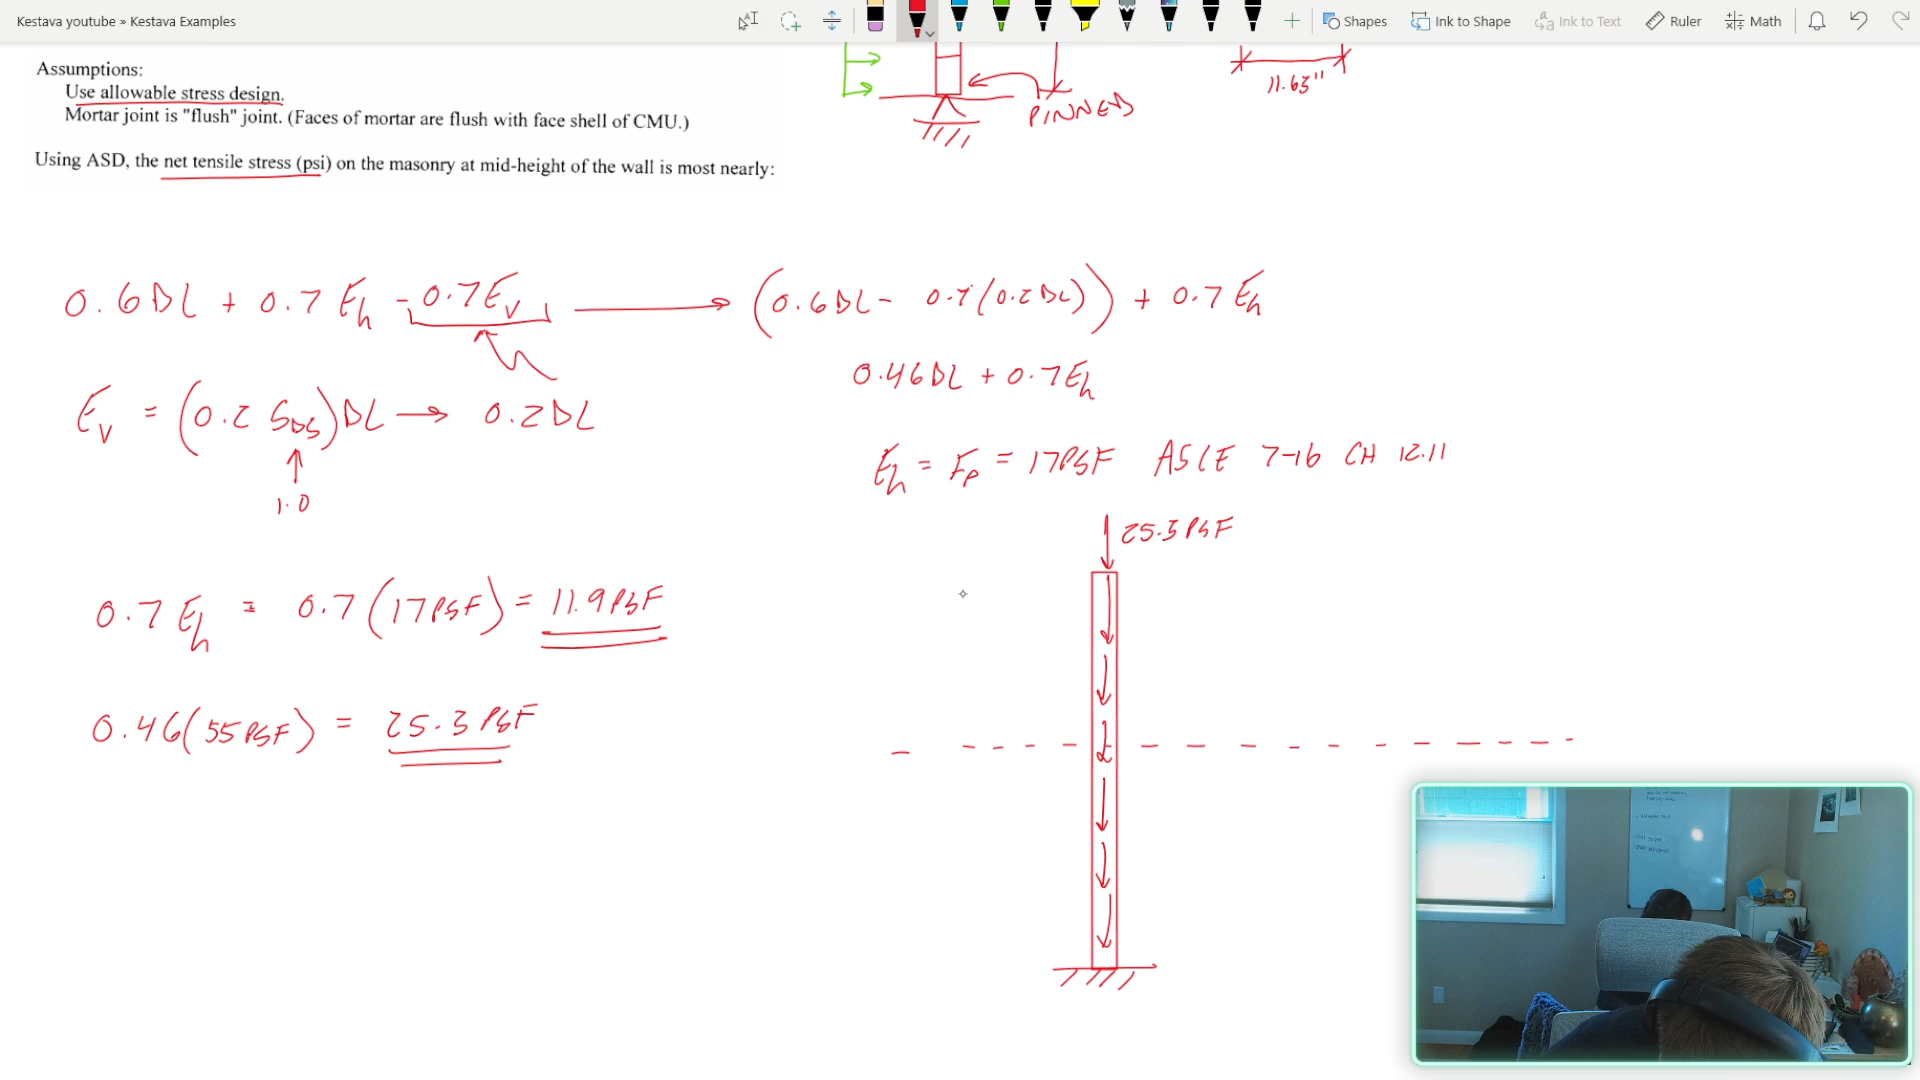 Kestava youtube » Kestava Examples
Shapes Ink to Shape Ink to Text Ruler Math
Assumptions:
Use allowable stress design.
Mortar joint is "flush" joint. (Faces of mortar are flush with face shell of CMU.)
Using ASD, the net tensile stress (psi) on the masonry at mid-height of the wall is most nearly:
PINNED
11.63"
0.6DL + 0.7Eh - 0.7Ev → (0.6DL - 0.7(0.2DL)) + 0.7Eh
0.46DL + 0.7Eh
Ev = (0.2 SDS)DL → 0.2DL
1.0
Eh = Fp = 17PSF ASCE 7-16 CH 12.11
25.3PSF
0.7Eh = 0.7(17PSF) = 11.9PSF
0.46(55PSF) = 25.3PSF